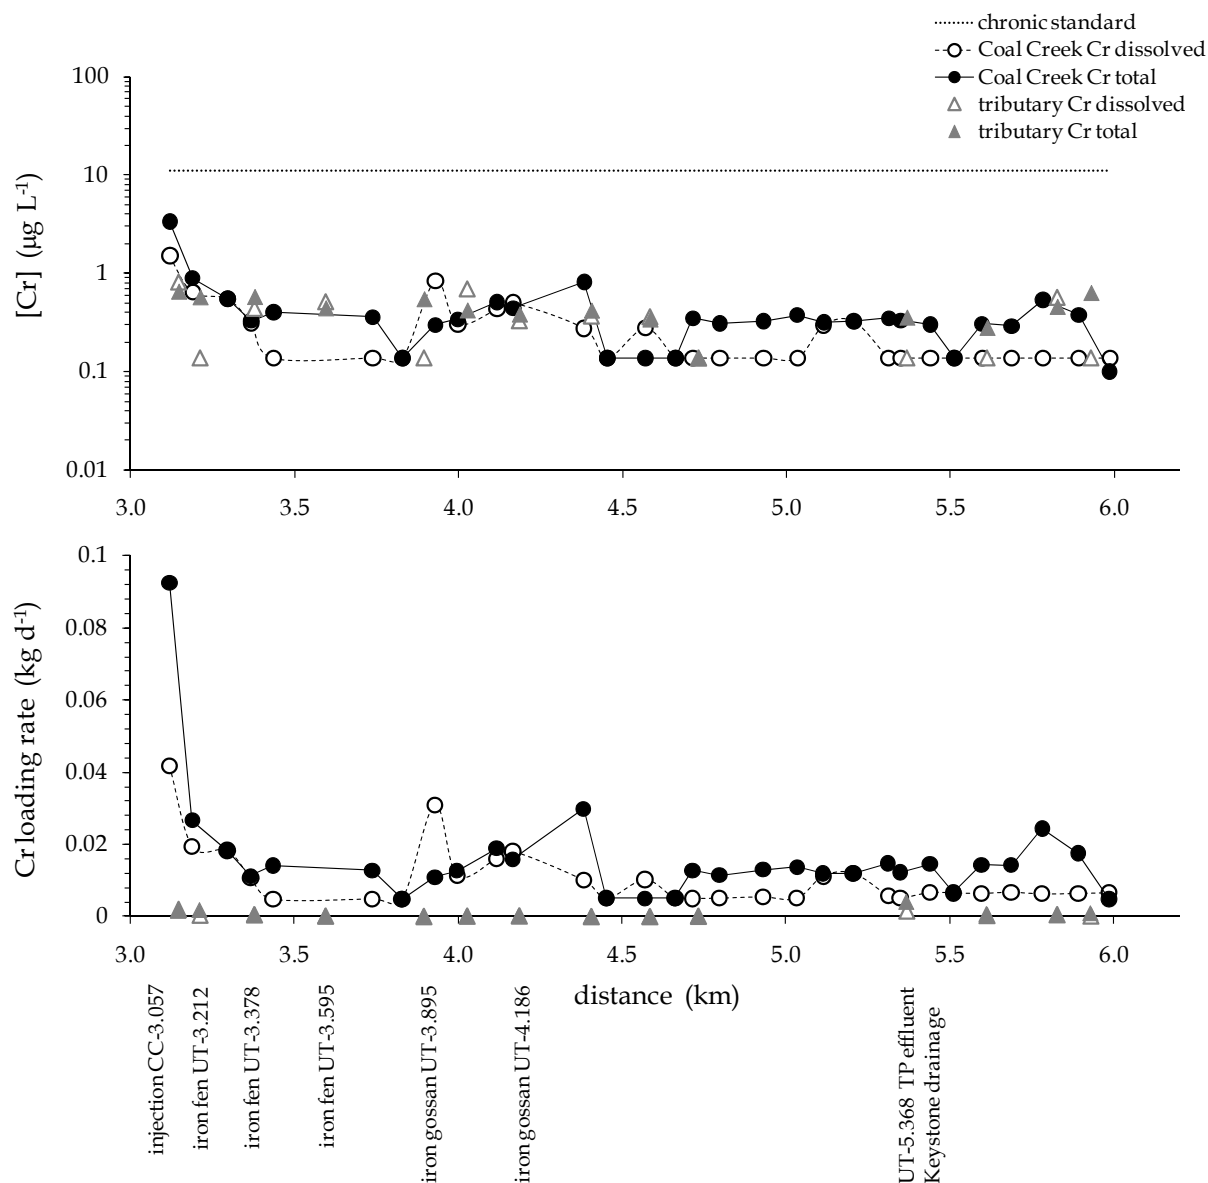 chronic standard
Coal Creek Cr dissolved
Coal Creek Cr total
tributary Cr dissolved
tributary Cr total
[Cr] (µg L⁻¹)
100
10
1
0.1
0.01
3.0 3.5 4.0 4.5 5.0 5.5 6.0
Cr loading rate (kg d⁻¹)
0.1
0.08
0.06
0.04
0.02
0
3.0 3.5 4.0 4.5 5.0 5.5 6.0
distance (km)
injection CC-3.057
iron fen UT-3.212
iron fen UT-3.378
iron fen UT-3.595
iron gossan UT-3.895
iron gossan UT-4.186
UT-5.368 TP effluent
Keystone drainage